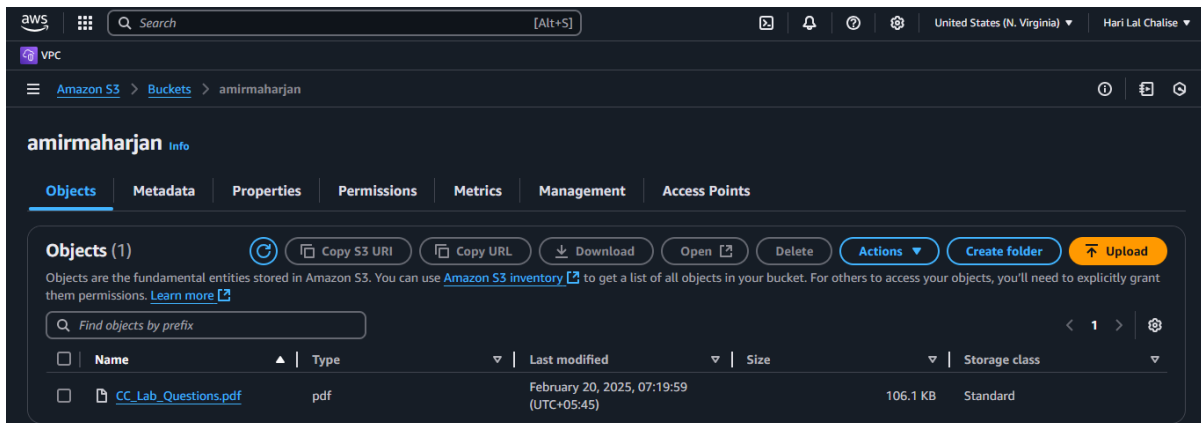 aws Search [Alt+S] United States (N. Virginia) Hari Lal Chalise
VPC
Amazon S3 > Buckets > amirmaharjan
amirmaharjan Info
Objects Metadata Properties Permissions Metrics Management Access Points
Objects (1) Copy S3 URI Copy URL Download Open Delete Actions Create folder Upload
Objects are the fundamental entities stored in Amazon S3. You can use Amazon S3 inventory to get a list of all objects in your bucket. For others to access your objects, you'll need to explicitly grant
them permissions. Learn more
Find objects by prefix < 1 >
Name Type Last modified Size Storage class
CC_Lab_Questions.pdf pdf February 20, 2025, 07:19:59 106.1 KB Standard
(UTC+05:45)